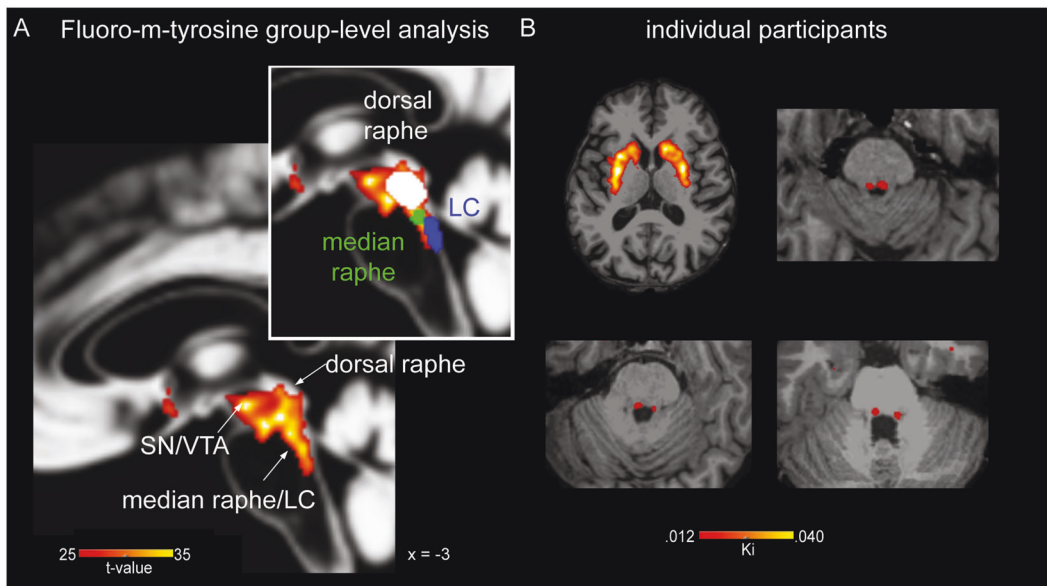 A
Fluoro-m-tyrosine group-level analysis
B
individual participants
dorsal
raphe
LC
median
raphe
dorsal raphe
SN/VTA
median raphe/LC
25
35
t-value
x = -3
.012
.040
Ki